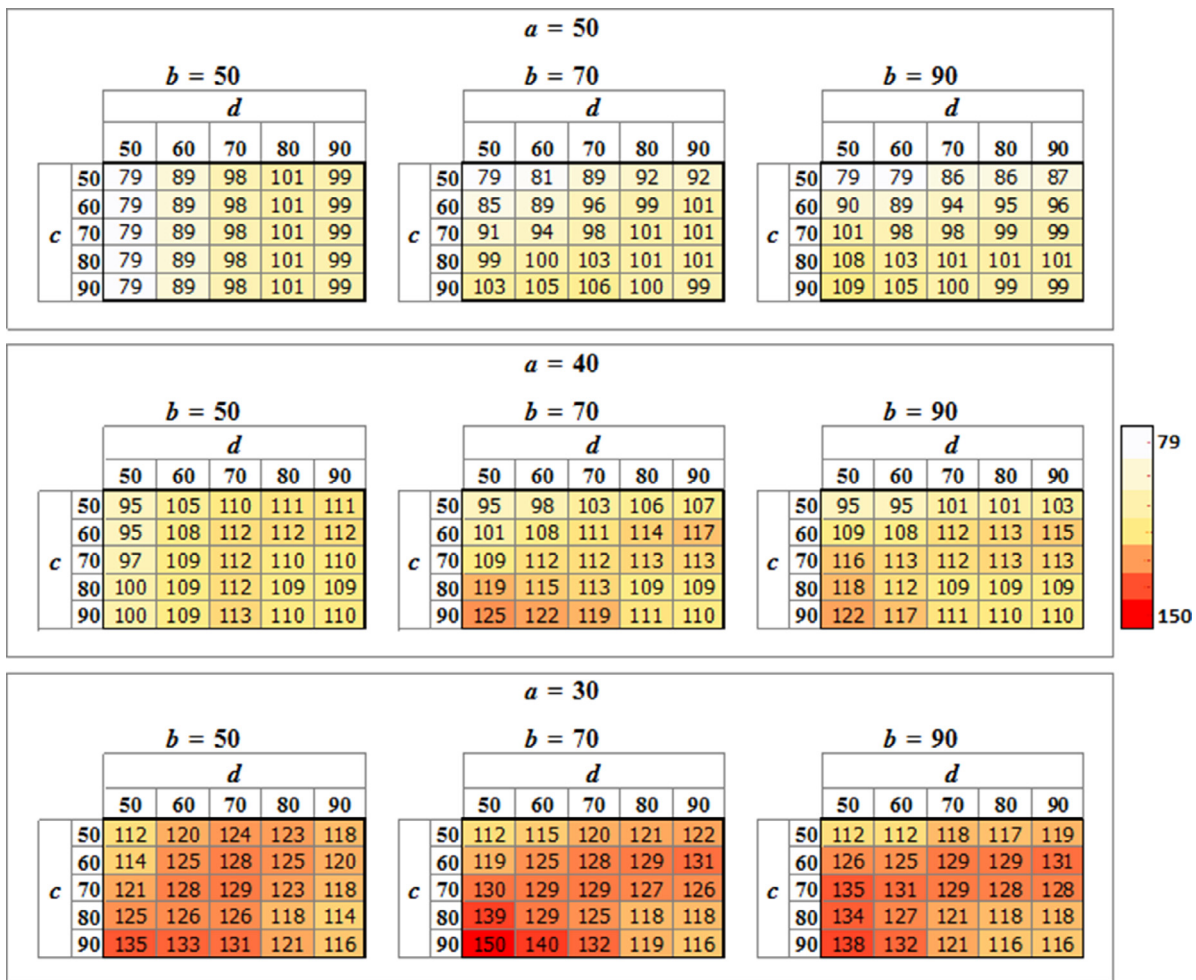 a = 50
b = 50 b = 70 b = 90
d d d
50 60 70 80 90 50 60 70 80 90 50 60 70 80 90
50 79 89 98 101 99 50 79 81 89 92 92 50 79 79 86 86 87
60 79 89 98 101 99 60 85 89 96 99 101 60 90 89 94 95 96
c 70 79 89 98 101 99 c 70 91 94 98 101 101 c 70 101 98 98 99 99
80 79 89 98 101 99 80 99 100 103 101 101 80 108 103 101 101 101
90 79 89 98 101 99 90 103 105 106 100 99 90 109 105 100 99 99
a = 40
b = 50 b = 70 b = 90
d d d
50 60 70 80 90 50 60 70 80 90 50 60 70 80 90
50 95 105 110 111 111 50 95 98 103 106 107 50 95 95 101 101 103
60 95 108 112 112 112 60 101 108 111 114 117 60 109 108 112 113 115
c 70 97 109 112 110 110 c 70 109 112 112 113 113 c 70 116 113 112 113 113
80 100 109 112 109 109 80 119 115 113 109 109 80 118 112 109 109 109
90 100 109 113 110 110 90 125 122 119 111 110 90 122 117 111 110 110
79
150
a = 30
b = 50 b = 70 b = 90
d d d
50 60 70 80 90 50 60 70 80 90 50 60 70 80 90
50 112 120 124 123 118 50 112 115 120 121 122 50 112 112 118 117 119
60 114 125 128 125 120 60 119 125 128 129 131 60 126 125 129 129 131
c 70 121 128 129 123 118 c 70 130 129 129 127 126 c 70 135 131 129 128 128
80 125 126 126 118 114 80 139 129 125 118 118 80 134 127 121 118 118
90 135 133 131 121 116 90 150 140 132 119 116 90 138 132 121 116 116